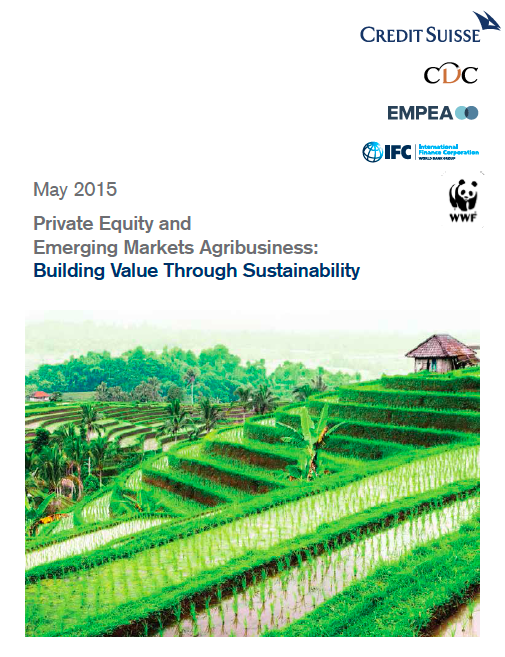 CREDIT SUISSE
CDC
EMPEA
IFC
International
Finance Corporation
WORLD BANK GROUP
WWF
May 2015
Private Equity and
Emerging Markets Agribusiness:
Building Value Through Sustainability